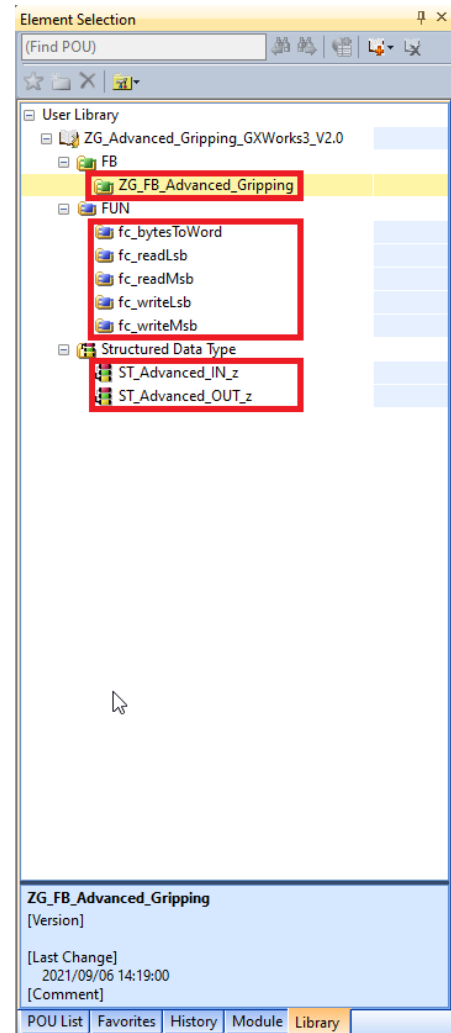 Element Selection
(Find POU)
User Library
ZG_Advanced_Gripping_GXWorks3_V2.0
FB
ZG_FB_Advanced_Gripping
FUN
fc_bytesToWord
fc_readLsb
fc_readMsb
fc_writeLsb
fc_writeMsb
Structured Data Type
ST_Advanced_IN_z
ST_Advanced_OUT_z
ZG_FB_Advanced_Gripping
[Version]
[Last Change]
2021/09/06 14:19:00
[Comment]
POU List Favorites History Module Library